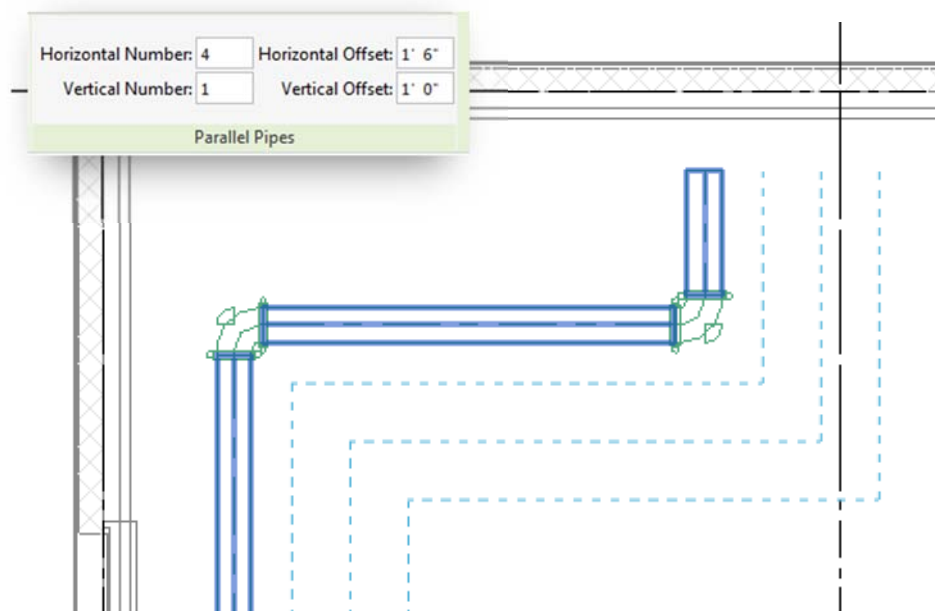 Horizontal Number: 4 Horizontal Offset: 1' 6"
Vertical Number: 1 Vertical Offset: 1' 0"
Parallel Pipes